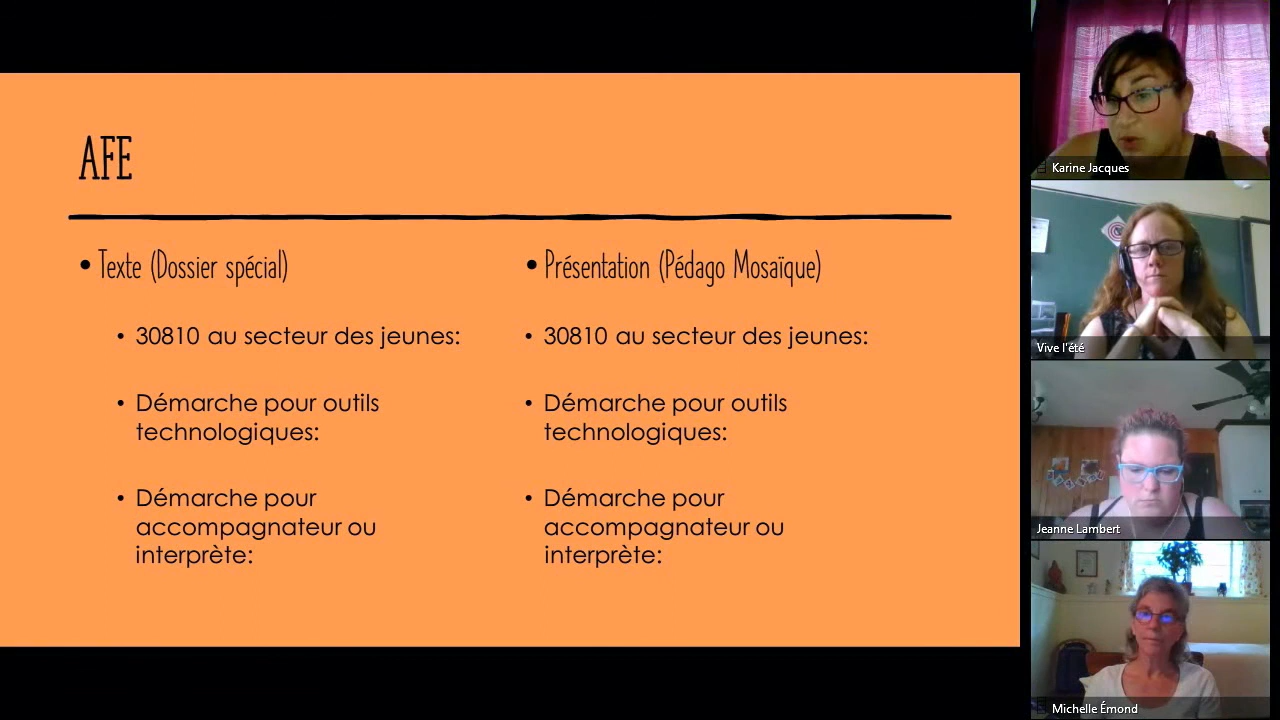 AFE
• Texte (Dossier spécial)
• 30810 au secteur des jeunes:
• Démarche pour outils
technologiques:
• Démarche pour
accompagnateur ou
interprète:
• Présentation (Pédago Mosaïque)
• 30810 au secteur des jeunes:
• Démarche pour outils
technologiques:
• Démarche pour
accompagnateur ou
interprète:
Karine Jacques
Vive l'été
Jeanne Lambert
Michelle Émond